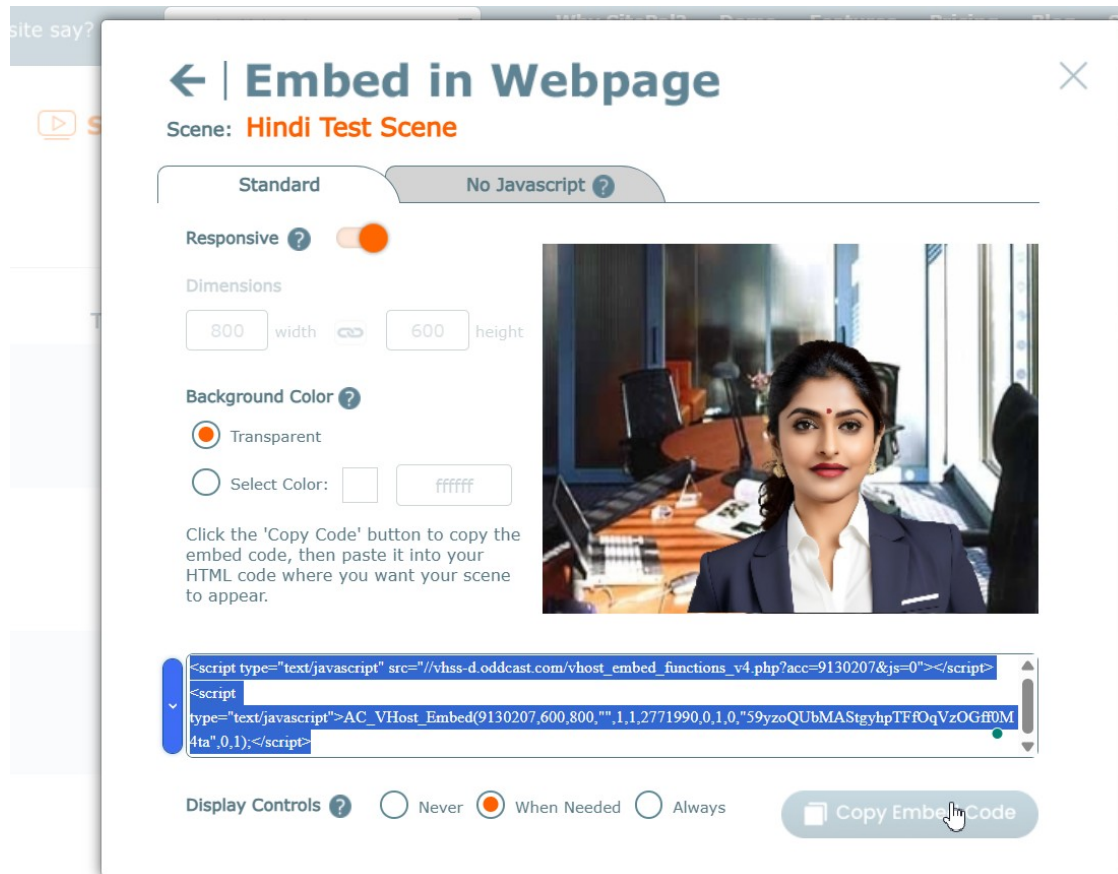 site say?
Embed in Webpage
Scene: Hindi Test Scene
Standard
No Javascript ?
Responsive ?
Dimensions
800 width 600 height
Background Color ?
Transparent
Select Color: ffffff
Click the 'Copy Code' button to copy the
embed code, then paste it into your
HTML code where you want your scene
to appear.
<script type="text/javascript" src="//vhss-d.oddcast.com/vhost_embed_functions_v4.php?acc=9130207&js=0"></script>
<script
type="text/javascript">AC_VHost_Embed(9130207,600,800,"",1,1,2771990,0,1,0,"59yzoQUbMAStgyhpTFfOqVzOGff0M
4ta",0,1);</script>
Display Controls ? Never When Needed Always
Copy Embed Code